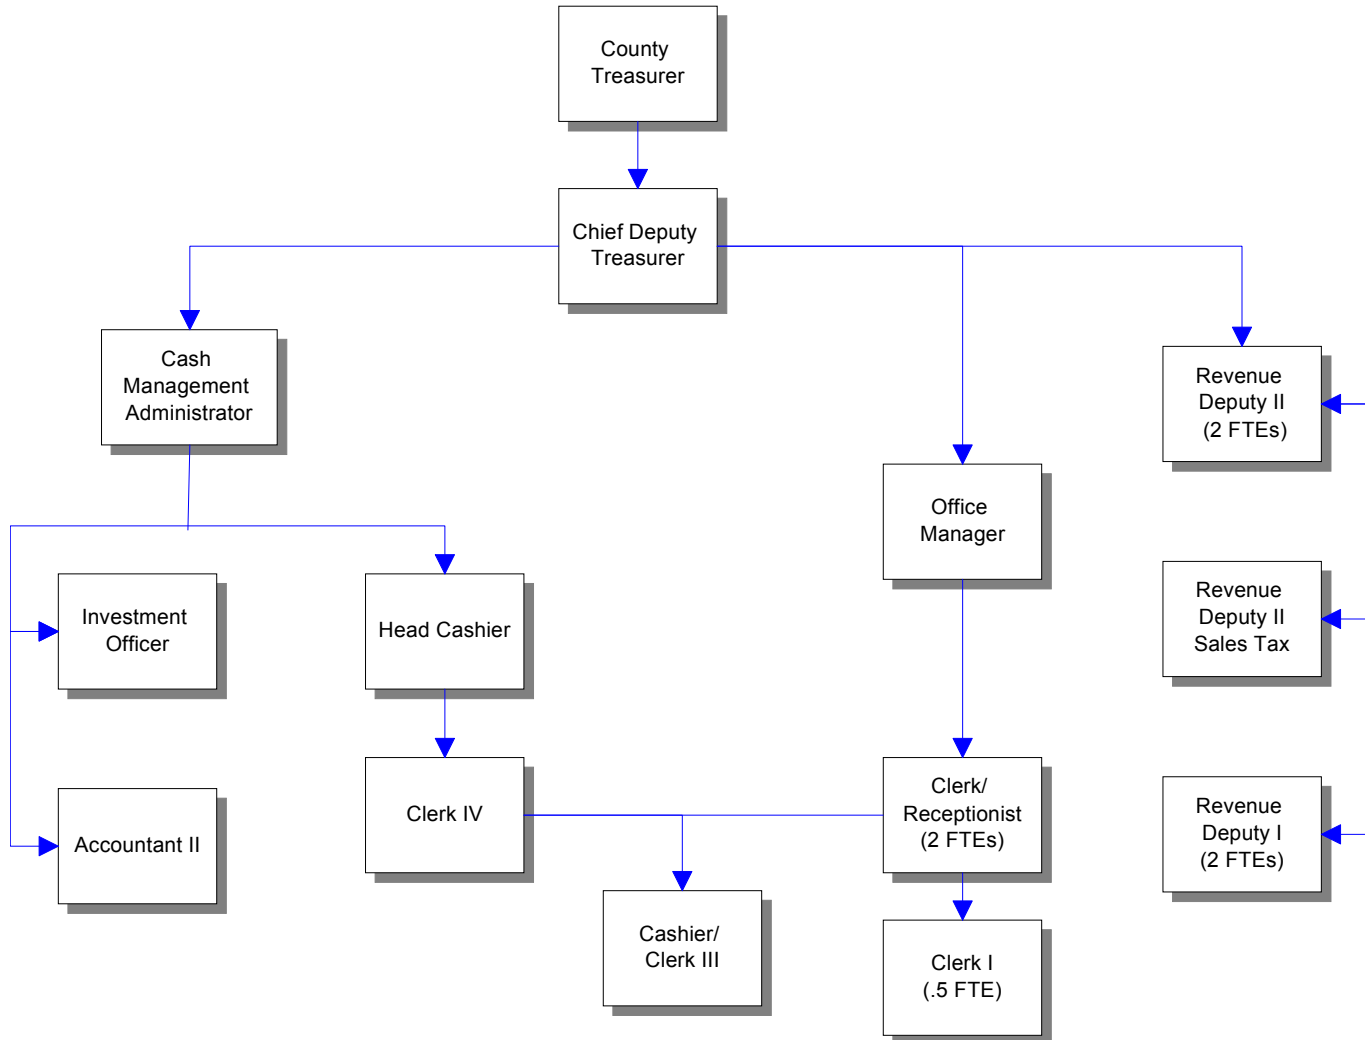 County
Treasurer
Chief Deputy
Treasurer
Cash
Management
Administrator
Revenue
Deputy II
(2 FTEs)
Office
Manager
Investment
Officer
Head Cashier
Revenue
Deputy II
Sales Tax
Accountant II
Clerk IV
Clerk/
Receptionist
(2 FTEs)
Revenue
Deputy I
(2 FTEs)
Cashier/
Clerk III
Clerk I
(.5 FTE)